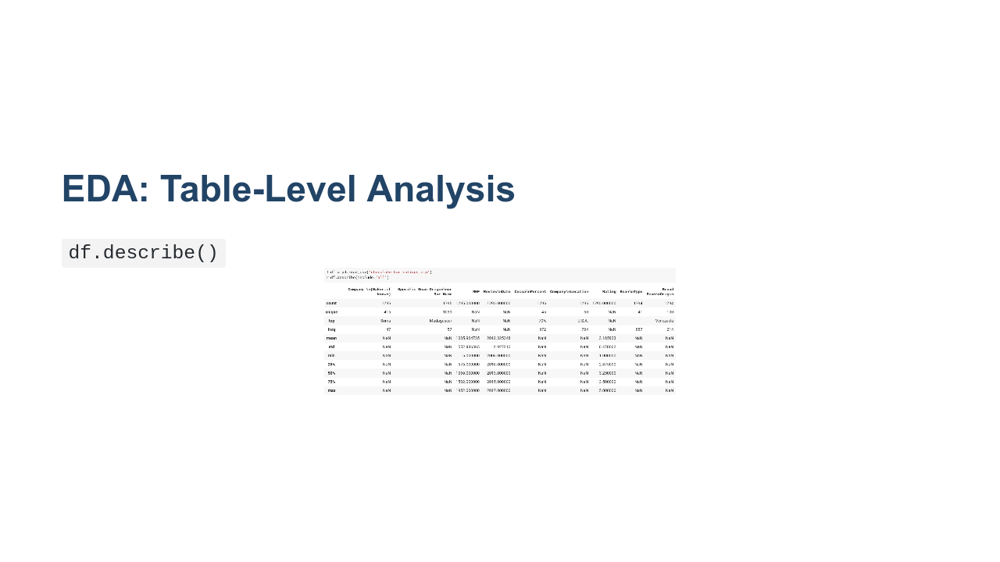 EDA: Table-Level Analysis
df.describe()
2 df.describe(include='all')
Company \n(Maker-if known) Specific Bean Origin\nor Bar Name REF Review\nDate Cocoa\nPercent Company\nLocation Rating Bean\nType Broad Bean\nOrigin
count 1795 1795 1795.000000 1795.000000 1795 1795 1795.000000 1794 1794
unique 416 1039 NaN NaN 45 60 NaN 41 100
top Soma Madagascar NaN NaN 70% U.S.A. NaN Venezuela
freq 47 57 NaN NaN 672 764 NaN 887 214
mean NaN NaN 1035.904735 2012.325348 NaN NaN 3.185933 NaN NaN
std NaN NaN 552.886365 2.927210 NaN NaN 0.478062 NaN NaN
min NaN NaN 5.000000 2006.000000 NaN NaN 1.000000 NaN NaN
25% NaN NaN 576.000000 2010.000000 NaN NaN 2.875000 NaN NaN
50% NaN NaN 1069.000000 2013.000000 NaN NaN 3.250000 NaN NaN
75% NaN NaN 1502.000000 2015.000000 NaN NaN 3.500000 NaN NaN
max NaN NaN 1952.000000 2017.000000 NaN NaN 5.000000 NaN NaN